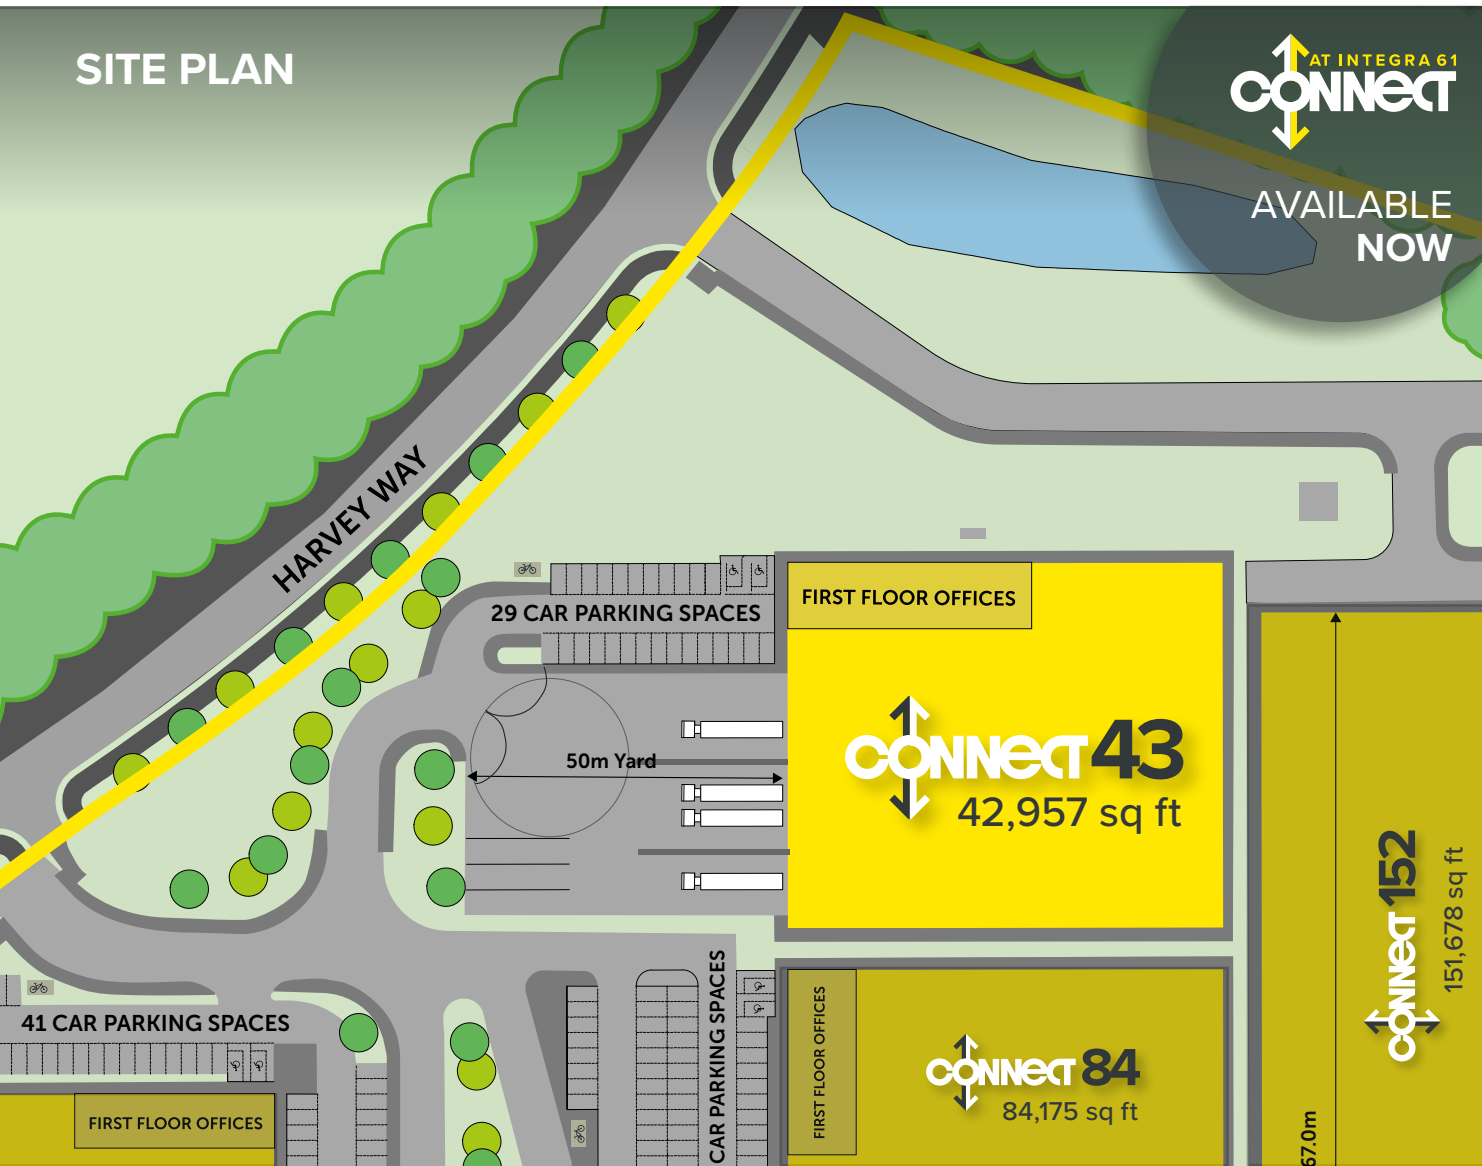 SITE PLAN
AT INTEGRA 61
CONNECT
AVAILABLE
NOW
HARVEY WAY
29 CAR PARKING SPACES
FIRST FLOOR OFFICES
50m Yard
CONNECT 43
42,957 sq ft
CONNECT 152
151,678 sq ft
41 CAR PARKING SPACES
CAR PARKING SPACES
FIRST FLOOR OFFICES
CONNECT 84
84,175 sq ft
FIRST FLOOR OFFICES
67.0m